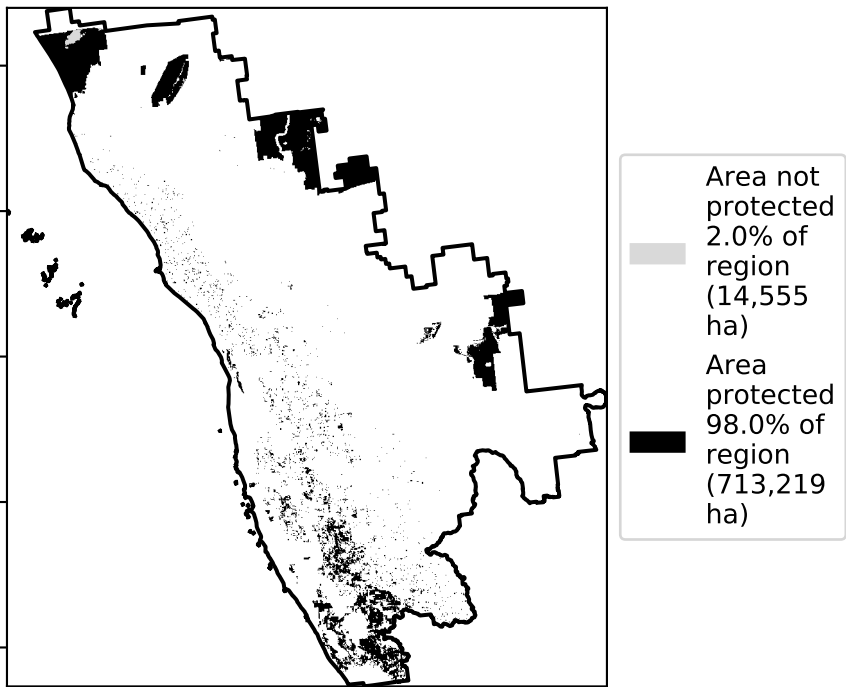 Area not
protected
2.0% of
region
(14,555
ha)
Area
protected
98.0% of
region
(713,219
ha)